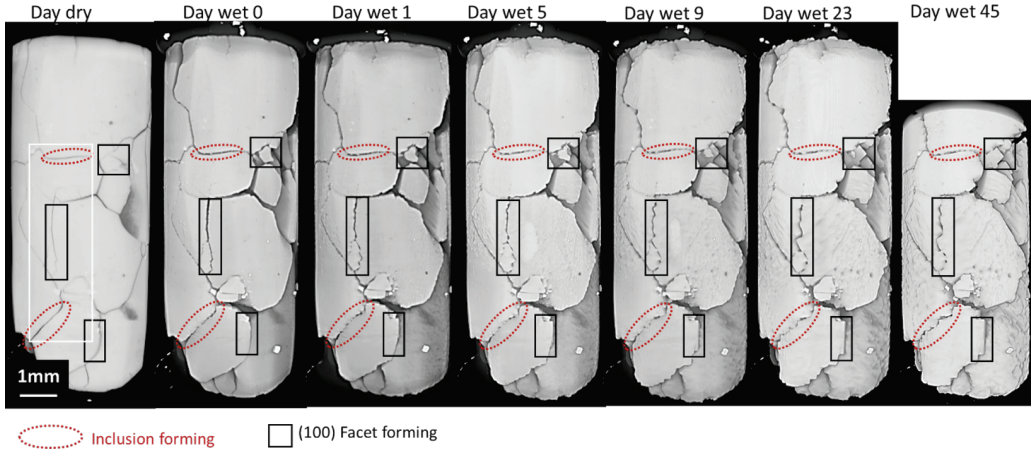 Day dry Day wet 0 Day wet 1 Day wet 5 Day wet 9 Day wet 23 Day wet 45
1mm
Inclusion forming (100) Facet forming